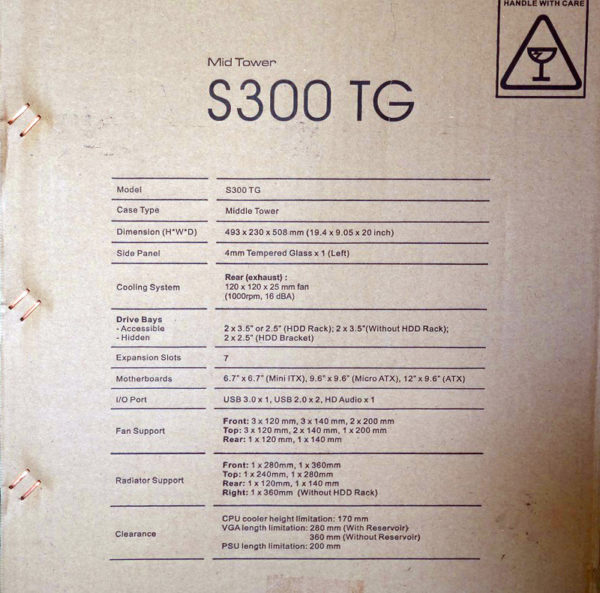 HANDLE WITH CARE
Mid Tower
S300 TG
Model S300 TG
Case Type Middle Tower
Dimension (H*W*D) 493 x 230 x 508 mm (19.4 x 9.05 x 20 inch)
Side Panel 4mm Tempered Glass x 1 (Left)
Cooling System Rear (exhaust) :
120 x 120 x 25 mm fan
(1000rpm, 16 dBA)
Drive Bays
- Accessible 2 x 3.5" or 2.5" (HDD Rack); 2 x 3.5"(Without HDD Rack);
- Hidden 2 x 2.5" (HDD Bracket)
Expansion Slots 7
Motherboards 6.7" x 6.7" (Mini ITX), 9.6" x 9.6" (Micro ATX), 12" x 9.6" (ATX)
I/O Port USB 3.0 x 1, USB 2.0 x 2, HD Audio x 1
Fan Support Front: 3 x 120 mm, 3 x 140 mm, 2 x 200 mm
Top: 3 x 120 mm, 2 x 140 mm, 1 x 200 mm
Rear: 1 x 120 mm, 1 x 140 mm
Radiator Support Front: 1 x 280mm, 1 x 360mm
Top: 1 x 240mm, 1 x 280mm
Rear: 1 x 120mm, 1 x 140 mm
Right: 1 x 360mm (Without HDD Rack)
Clearance CPU cooler height limitation: 170 mm
VGA length limitation: 280 mm (With Reservoir)
360 mm (Without Reservoir)
PSU length limitation: 200 mm